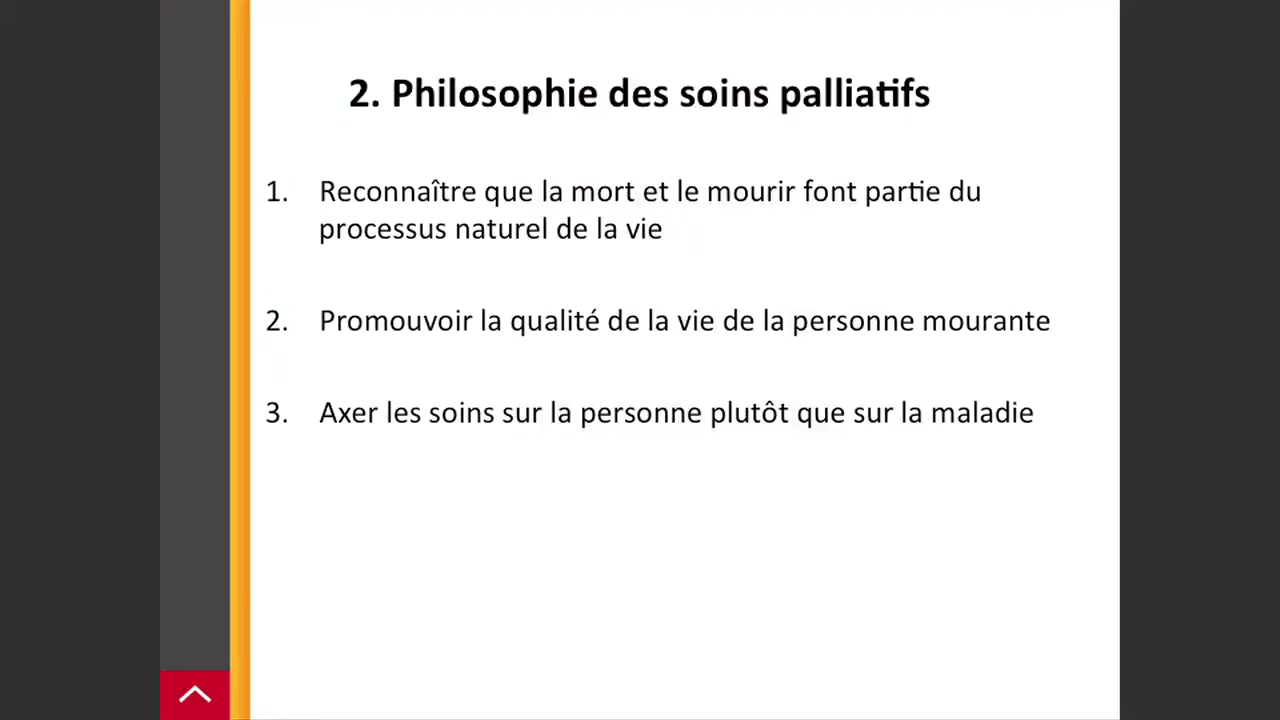 2. Philosophie des soins palliatifs
1. Reconnaître que la mort et le mourir font partie du
processus naturel de la vie
2. Promouvoir la qualité de la vie de la personne mourante
3. Axer les soins sur la personne plutôt que sur la maladie